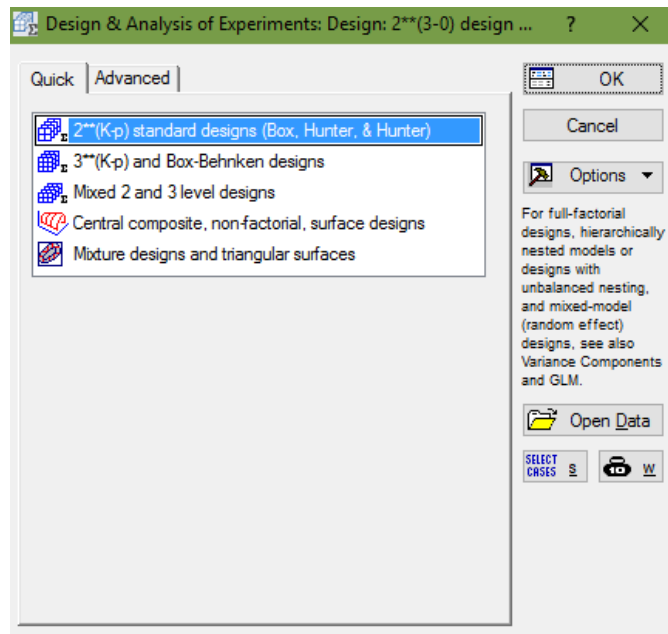 Design & Analysis of Experiments: Design: 2**(3-0) design ... ?
Quick Advanced
OK
2**(K-p) standard designs (Box, Hunter, & Hunter)
Cancel
3**(K-p) and Box-Behnken designs
Options
Mixed 2 and 3 level designs
Central composite, non-factorial, surface designs
Mixture designs and triangular surfaces
For full-factorial
designs, hierarchically
nested models or
designs with
unbalanced nesting,
and mixed-model
(random effect)
designs, see also
Variance Components
and GLM.
Open Data
SELECT
CASES S W